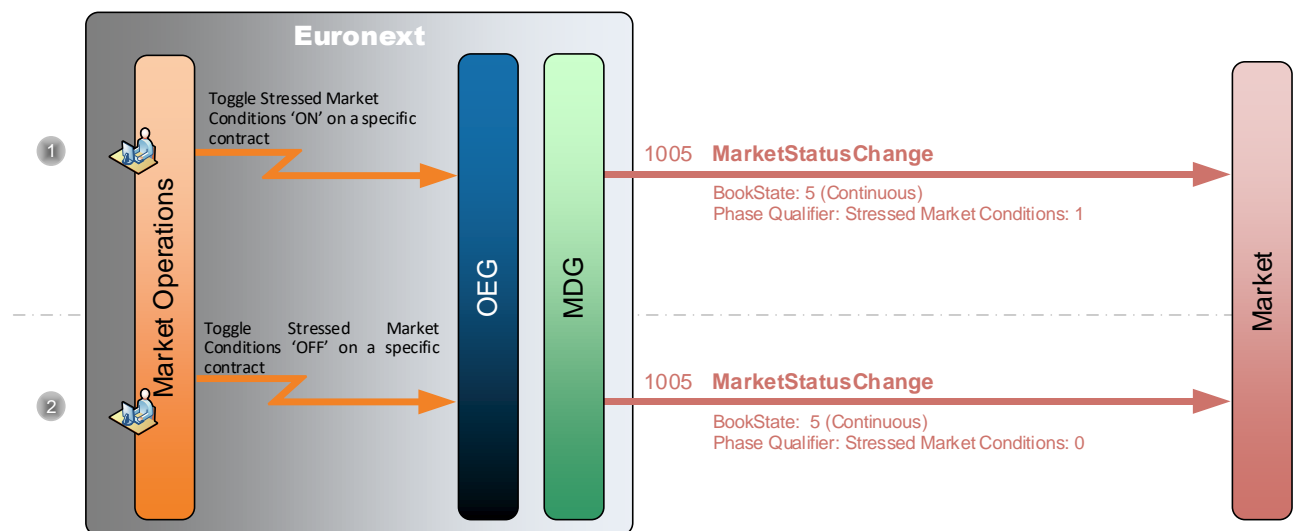 Euronext
Toggle Stressed Market
Conditions ‘ON’ on a specific
contract
1
1005 MarketStatusChange
BookState: 5 (Continuous)
Phase Qualifier: Stressed Market Conditions: 1
Market Operations
OEG
MDG
Market
Toggle Stressed Market
Conditions ‘OFF’ on a specific
contract
2
1005 MarketStatusChange
BookState: 5 (Continuous)
Phase Qualifier: Stressed Market Conditions: 0